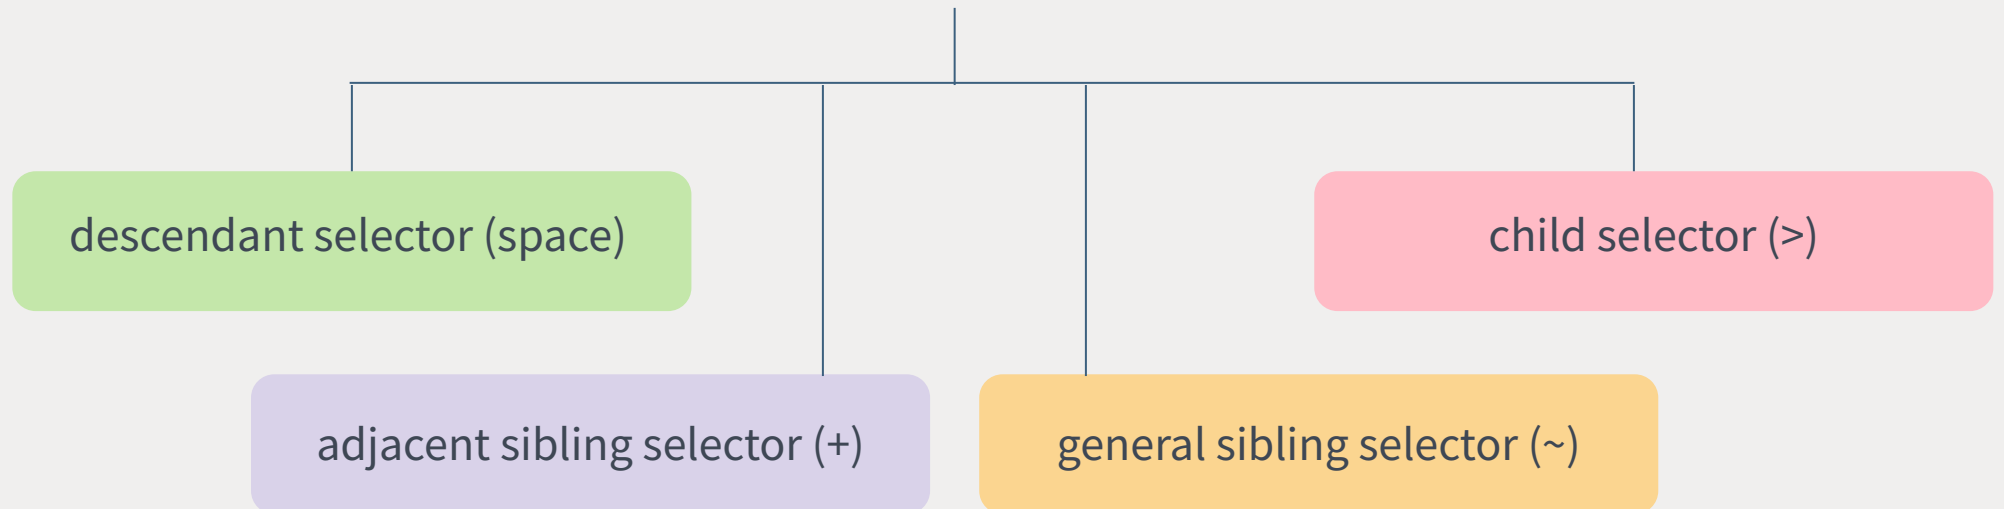 descendant selector (space)
child selector (>)
adjacent sibling selector (+)
general sibling selector (~)